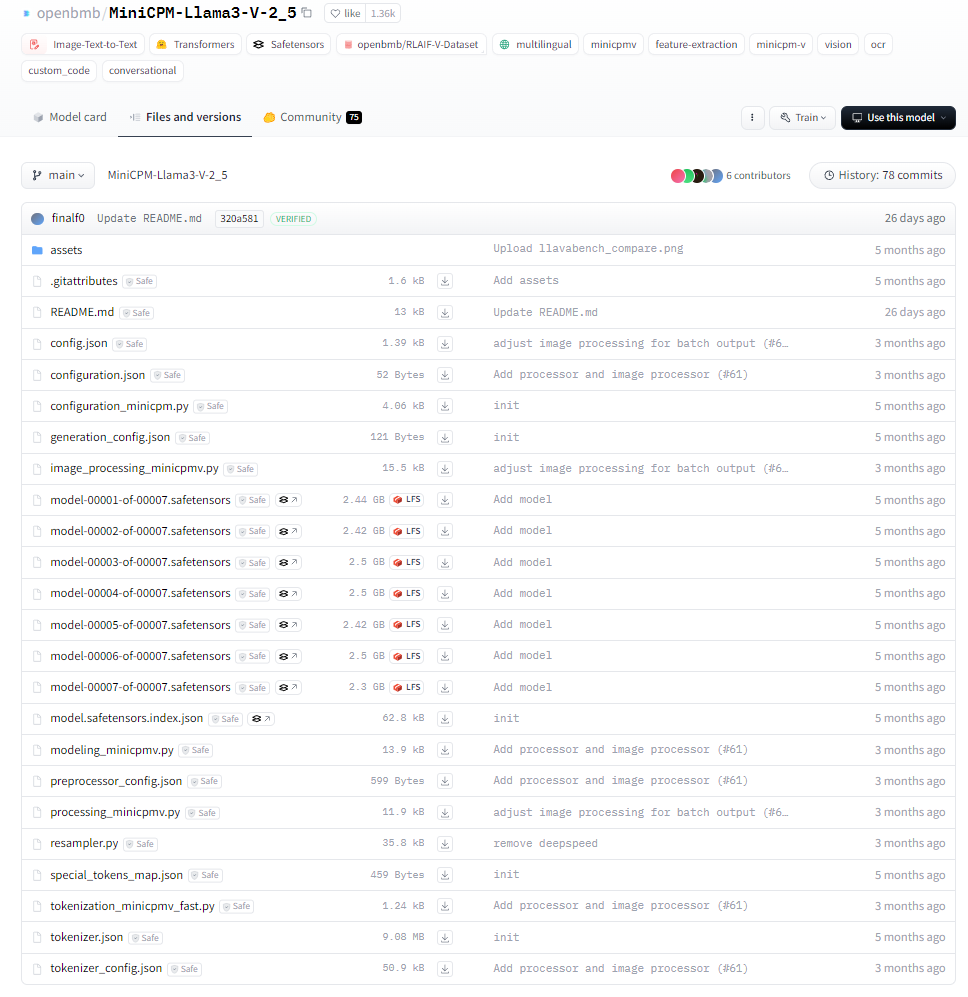 openbmb/MiniCPM-Llama3-V-2_5 like 1.36k
Image-Text-to-Text Transformers Safetensors openbmb/RLAIF-V-Dataset multilingual minicpmv feature-extraction minicpm-v vision ocr
custom_code conversational
Model card Files and versions Community 75 Train Use this model
main MiniCPM-Llama3-V-2_5 6 contributors History: 78 commits
finalf0 Update README.md 320a581 VERIFIED 26 days ago
assets Upload llavabench_compare.png 5 months ago
.gitattributes Safe 1.6 kB Add assets 5 months ago
README.md Safe 13 kB Update README.md 26 days ago
config.json Safe 1.39 kB adjust image processing for batch output (#6… 3 months ago
configuration.json Safe 52 Bytes Add processor and image processor (#61) 3 months ago
configuration_minicpm.py Safe 4.06 kB init 5 months ago
generation_config.json Safe 121 Bytes init 5 months ago
image_processing_minicpmv.py Safe 15.5 kB adjust image processing for batch output (#6… 3 months ago
model-00001-of-00007.safetensors Safe 2.44 GB LFS Add model 5 months ago
model-00002-of-00007.safetensors Safe 2.42 GB LFS Add model 5 months ago
model-00003-of-00007.safetensors Safe 2.5 GB LFS Add model 5 months ago
model-00004-of-00007.safetensors Safe 2.5 GB LFS Add model 5 months ago
model-00005-of-00007.safetensors Safe 2.42 GB LFS Add model 5 months ago
model-00006-of-00007.safetensors Safe 2.5 GB LFS Add model 5 months ago
model-00007-of-00007.safetensors Safe 2.3 GB LFS Add model 5 months ago
model.safetensors.index.json Safe 62.8 kB init 5 months ago
modeling_minicpmv.py Safe 13.9 kB Add processor and image processor (#61) 3 months ago
preprocessor_config.json Safe 599 Bytes Add processor and image processor (#61) 3 months ago
processing_minicpmv.py Safe 11.9 kB adjust image processing for batch output (#6… 3 months ago
resampler.py Safe 35.8 kB remove deepspeed 3 months ago
special_tokens_map.json Safe 459 Bytes init 5 months ago
tokenization_minicpmv_fast.py Safe 1.24 kB Add processor and image processor (#61) 3 months ago
tokenizer.json Safe 9.08 MB init 5 months ago
tokenizer_config.json Safe 50.9 kB Add processor and image processor (#61) 3 months ago